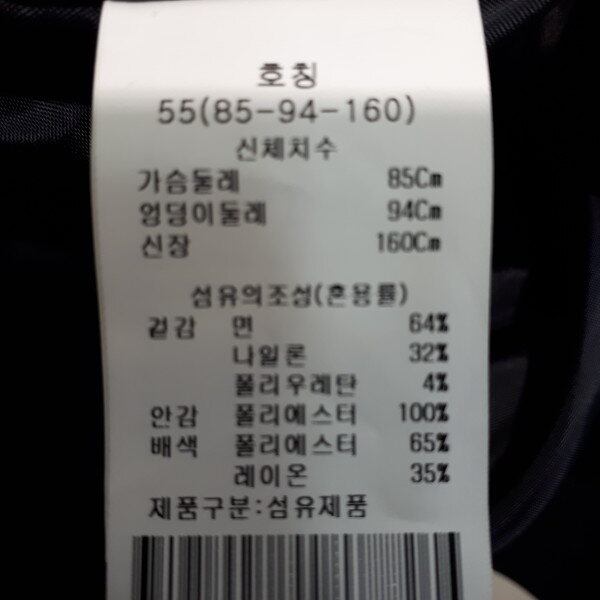 호칭
55(85-94-160)
신체치수
가슴둘레 85Cm
엉덩이둘레 94Cm
신장 160Cm
섬유의조성(혼용률)
겉감 면 64%
나일론 32%
폴리우레탄 4%
안감 폴리에스터 100%
배색 폴리에스터 65%
레이온 35%
제품구분:섬유제품